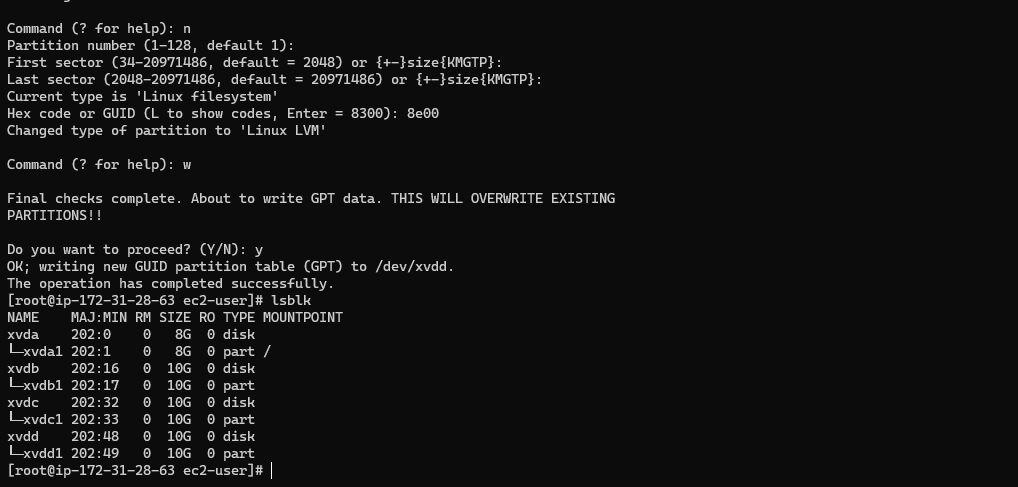 Command (? for help): n
Partition number (1-128, default 1):
First sector (34-20971486, default = 2048) or {+-}size{KMGTP}:
Last sector (2048-20971486, default = 20971486) or {+-}size{KMGTP}:
Current type is 'Linux filesystem'
Hex code or GUID (L to show codes, Enter = 8300): 8e00
Changed type of partition to 'Linux LVM'

Command (? for help): w

Final checks complete. About to write GPT data. THIS WILL OVERWRITE EXISTING
PARTITIONS!!

Do you want to proceed? (Y/N): y
OK; writing new GUID partition table (GPT) to /dev/xvdd.
The operation has completed successfully.
[root@ip-172-31-28-63 ec2-user]# lsblk
NAME    MAJ:MIN RM SIZE RO TYPE MOUNTPOINT
xvda    202:0    0   8G  0 disk
└─xvda1 202:1    0   8G  0 part /
xvdb    202:16   0  10G  0 disk
└─xvdb1 202:17   0  10G  0 part
xvdc    202:32   0  10G  0 disk
└─xvdc1 202:33   0  10G  0 part
xvdd    202:48   0  10G  0 disk
└─xvdd1 202:49   0  10G  0 part
[root@ip-172-31-28-63 ec2-user]#